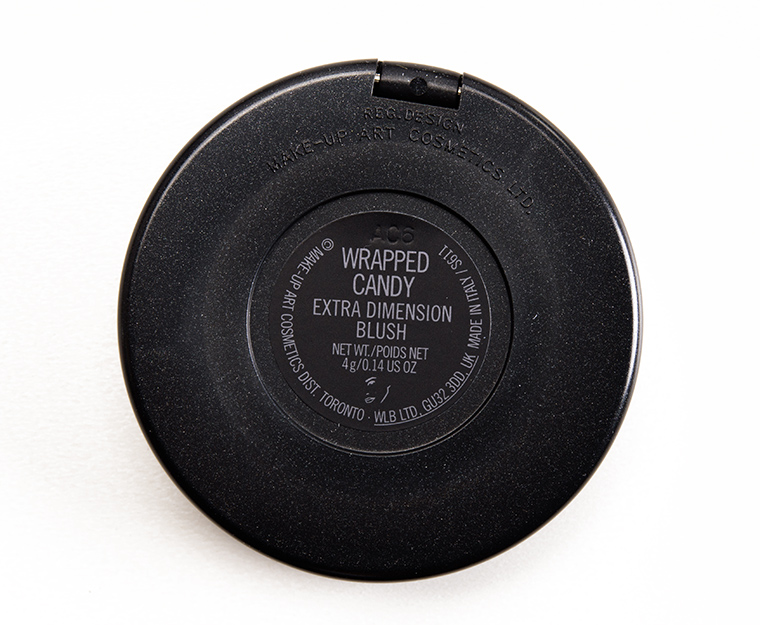 REG.DESIGN
MAKE-UP ART COSMETICS LTD.
AC6
WRAPPED
CANDY
EXTRA DIMENSION
BLUSH
NET WT./POIDS NET
4g/0.14 US OZ
© MAKE-UP ART COSMETICS DIST. TORONTO · WLB LTD. GU32 3DD. UK MADE IN ITALY / S611